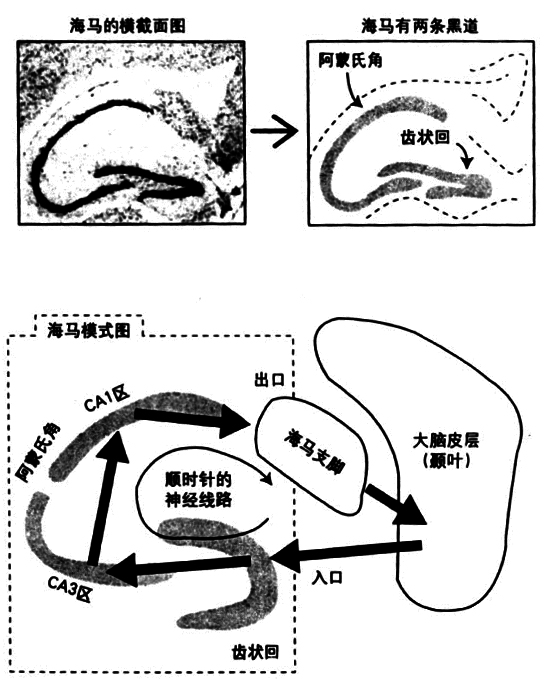 海马的横截面图
海马有两条黑道
阿蒙氏角
齿状回
海马模式图
CA1区
阿蒙氏角
出口
海马支脚
大脑皮层
(颞叶)
顺时针的
神经线路
入口
CA3区
齿状回